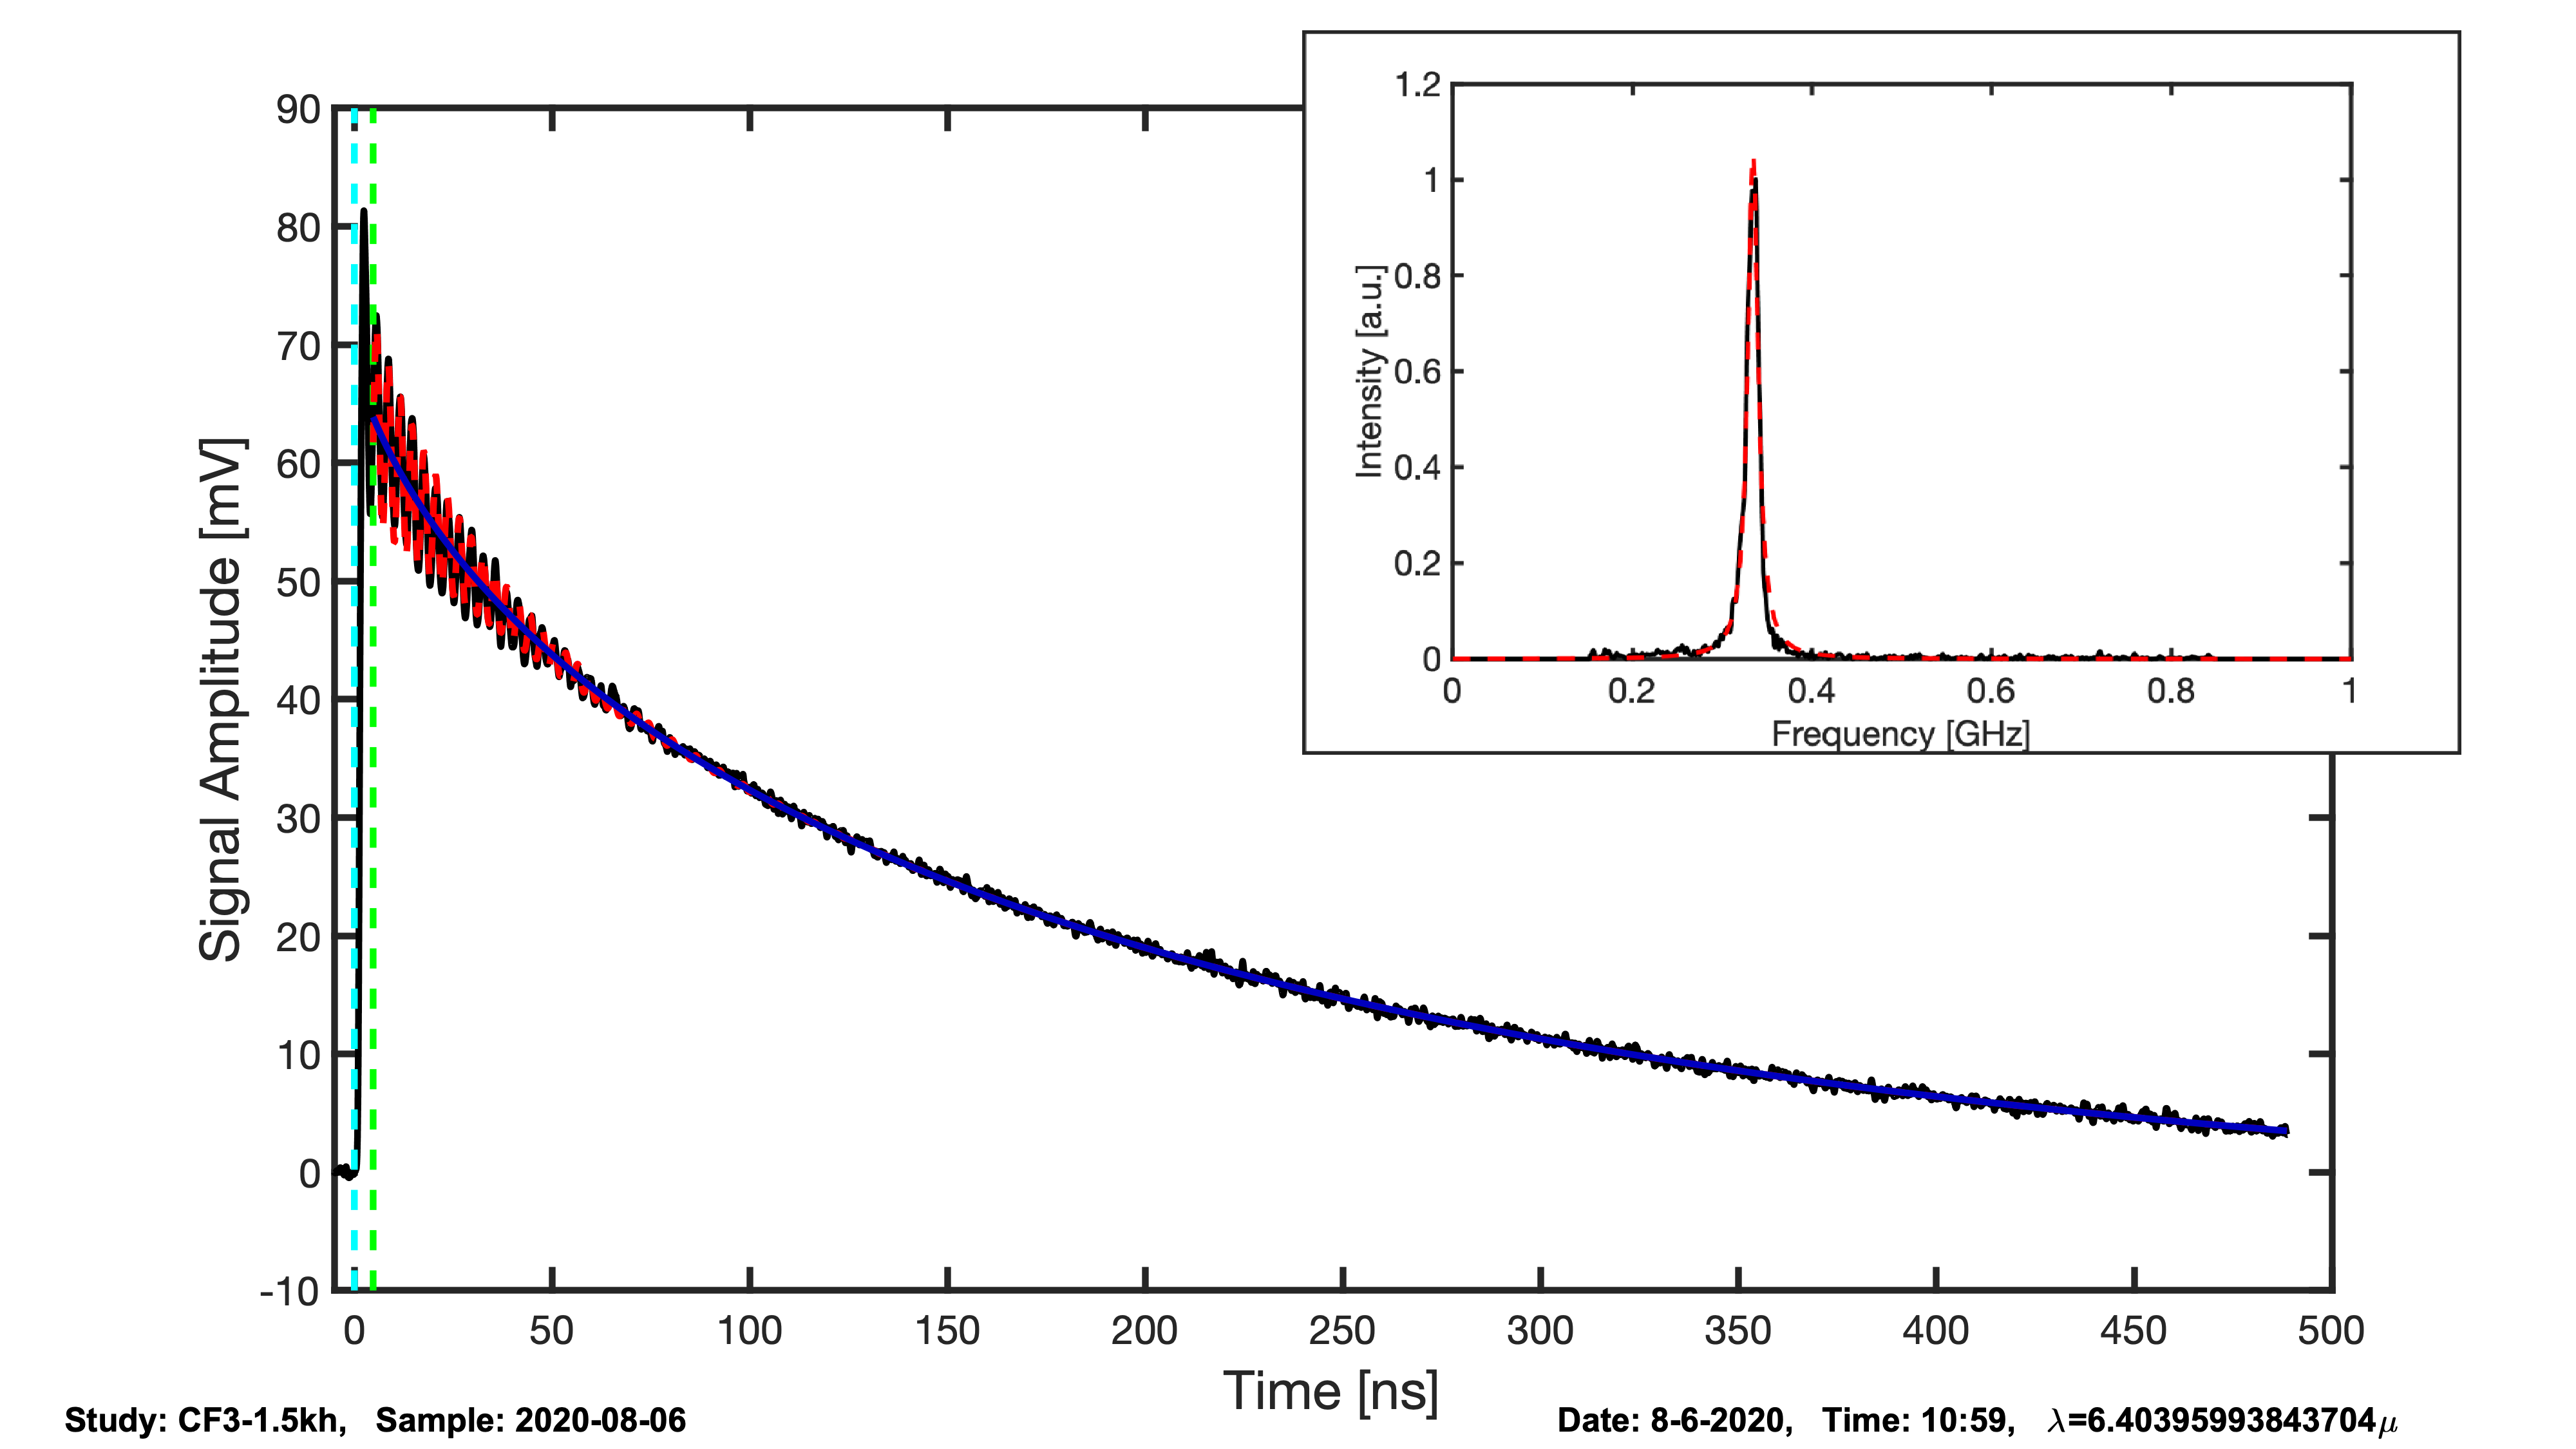 1.2
1
0.8
0.6
0.4
0.2
0
Intensity [a.u.]
0 0.2 0.4 0.6 0.8 1
Frequency [GHz]
90
80
70
60
50
40
30
20
10
0
-10
Signal Amplitude [mV]
0 50 100 150 200 250 300 350 400 450 500
Time [ns]
Study: CF3-1.5kh, Sample: 2020-08-06
Date: 8-6-2020, Time: 10:59, λ=6.40395993843704μ